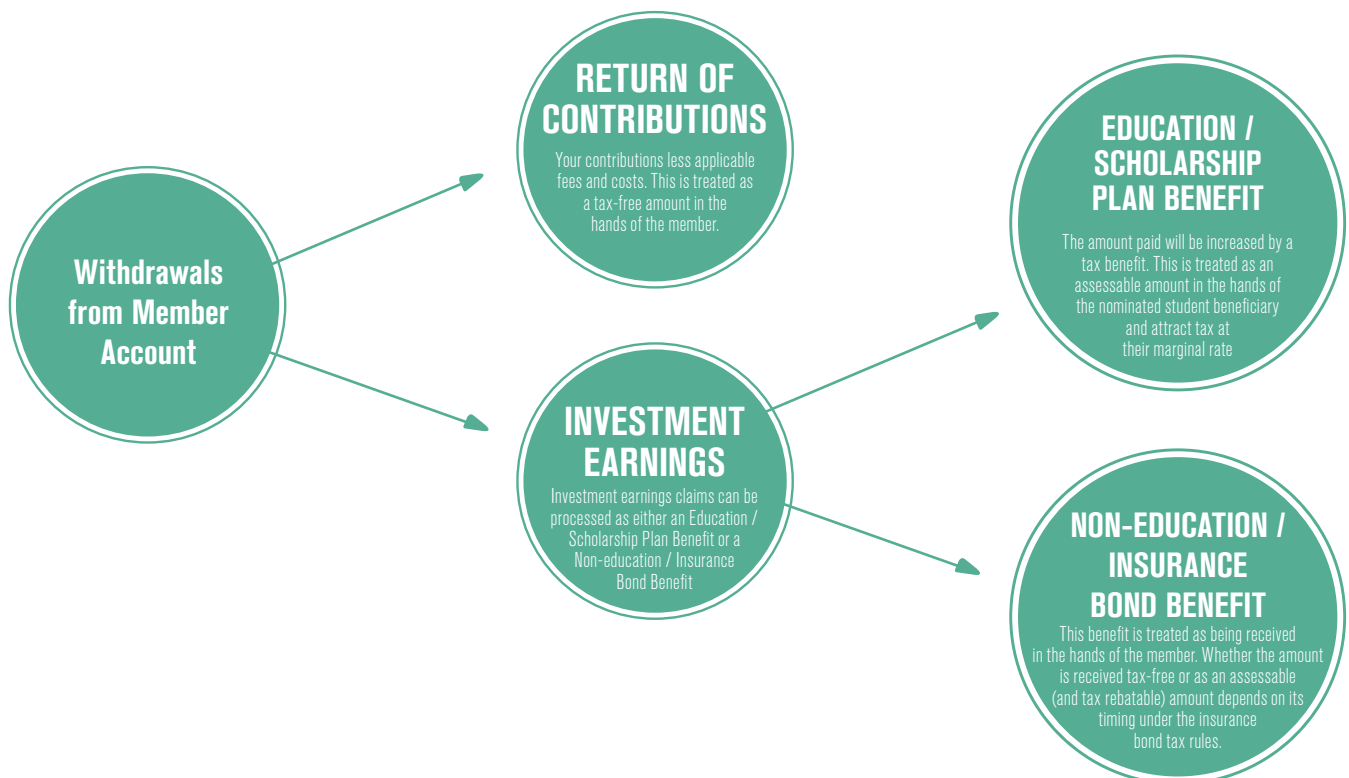 Withdrawals
from Member
Account
RETURN OF
CONTRIBUTIONS
Your contributions less applicable
fees and costs. This is treated as
a tax-free amount in the
hands of the member.
INVESTMENT
EARNINGS
Investment earnings claims can be
processed as either an Education /
Scholarship Plan Benefit or a
Non-education / Insurance
Bond Benefit
EDUCATION /
SCHOLARSHIP
PLAN BENEFIT
The amount paid will be increased by a
tax benefit. This is treated as an
assessable amount in the hands of
the nominated student beneficiary
and attract tax at
their marginal rate
NON-EDUCATION /
INSURANCE
BOND BENEFIT
This benefit is treated as being received
in the hands of the member. Whether the amount
is received tax-free or as an assessable
(and tax rebatable) amount depends on its
timing under the insurance
bond tax rules.